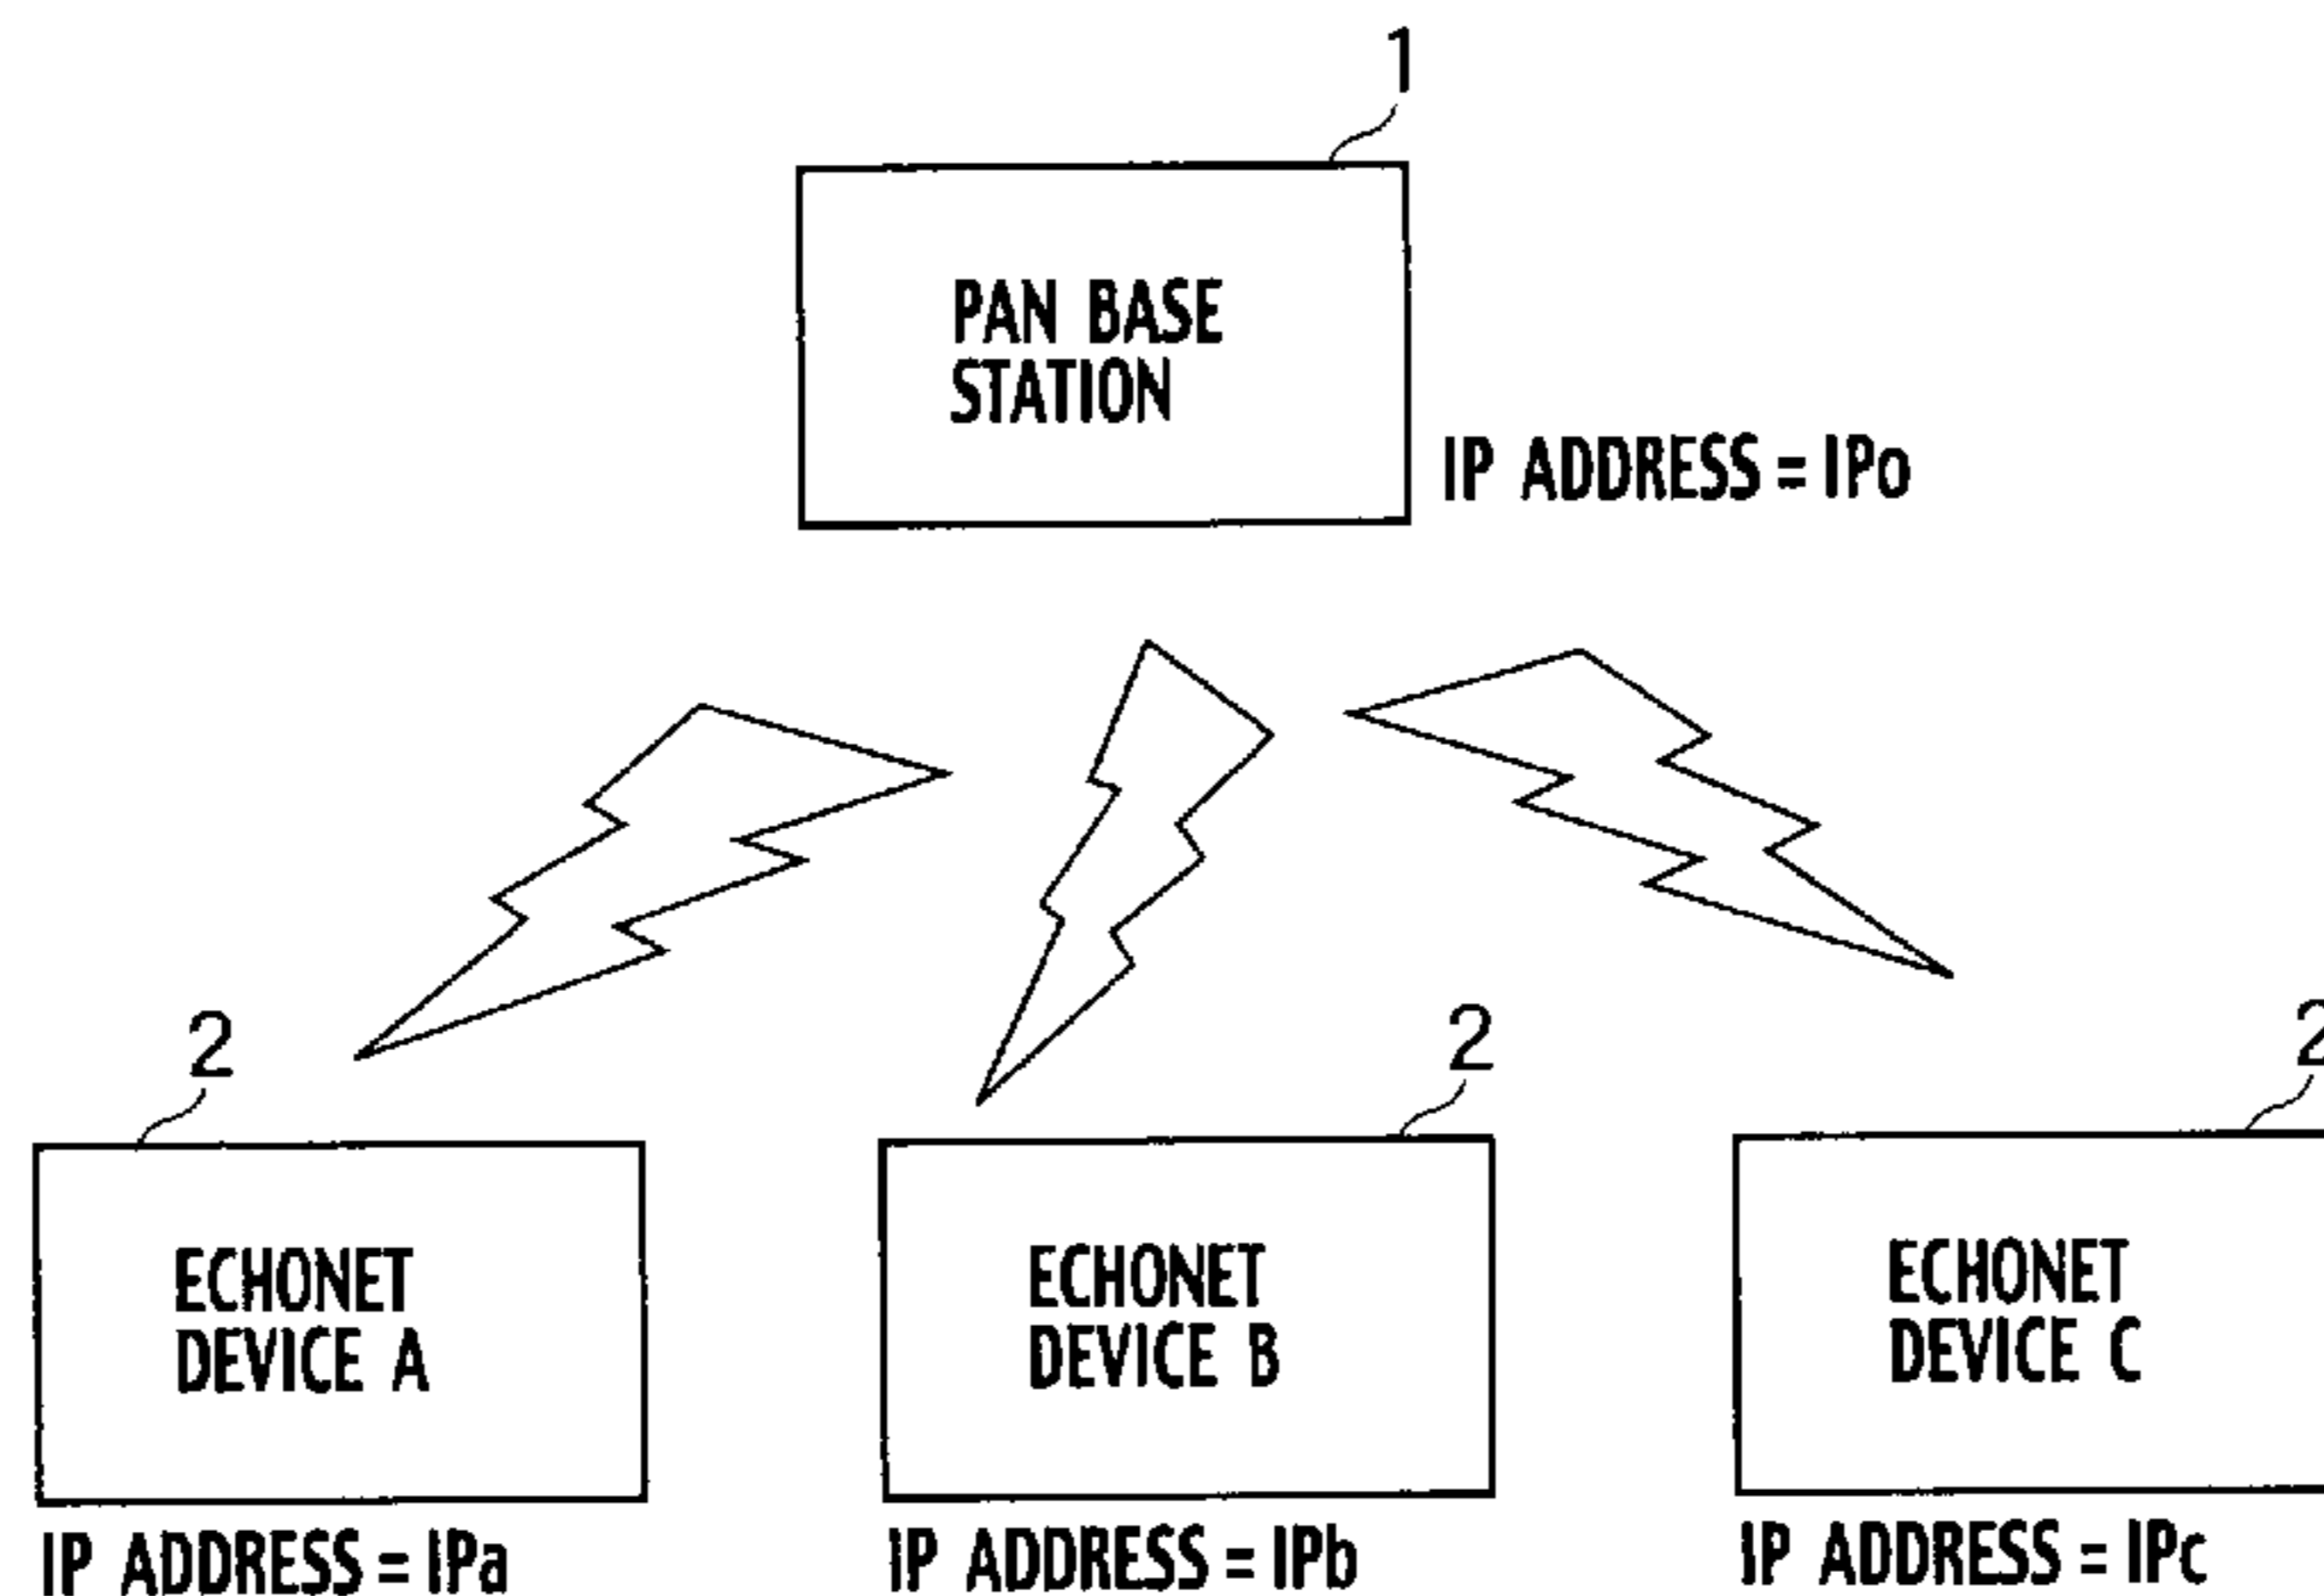 1
PAN BASE
STATION
IP ADDRESS = IPo
2
2
2
ECHONET
DEVICE A
ECHONET
DEVICE B
ECHONET
DEVICE C
IP ADDRESS = IPa
IP ADDRESS = IPb
IP ADDRESS = IPc